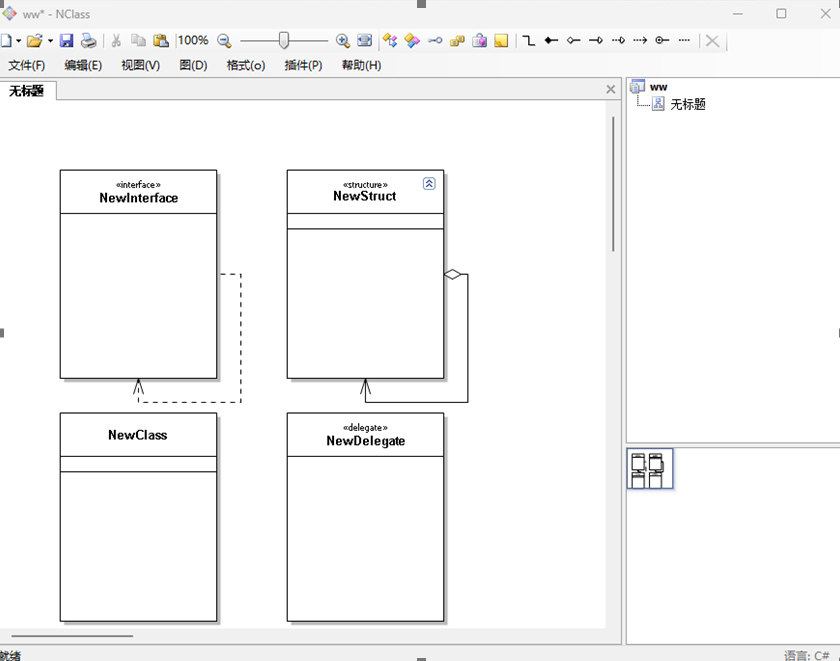 ww* - NClass
100%
文件(F) 编辑(E) 视图(V) 图(D) 格式(o) 插件(P) 帮助(H)
无标题
ww
无标题
«interface»
NewInterface
«structure»
NewStruct
NewClass
«delegate»
NewDelegate
就绪
语言: C#